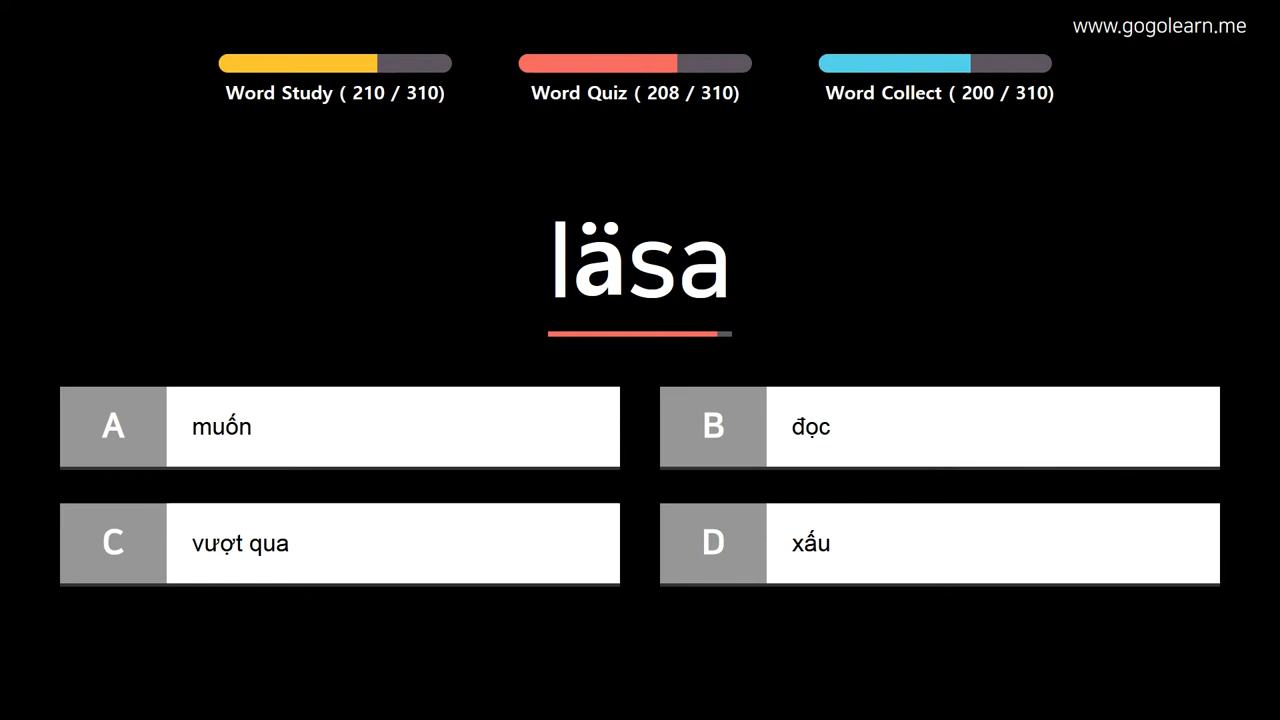 www.gogolearn.me
Word Study ( 210 / 310)
Word Quiz ( 208 / 310)
Word Collect ( 200 / 310)
läsa
A muốn
B đọc
C vượt qua
D xấu